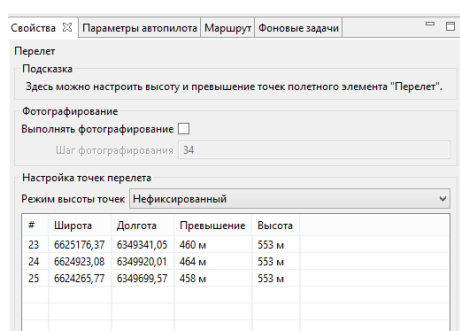 Свойства Параметры автопилота Маршрут Фоновые задачи
Перелет
Подсказка
Здесь можно настроить высоту и превышение точек полетного элемента "Перелет".
Фотографирование
Выполнять фотографирование
Шаг фотографирования 34
Настройка точек перелета
Режим высоты точек Нефиксированный
# Широта Долгота Превышение Высота
23 6625176,37 6349341,05 460 м 553 м
24 6624923,08 6349920,01 464 м 553 м
25 6624265,77 6349699,57 458 м 553 м